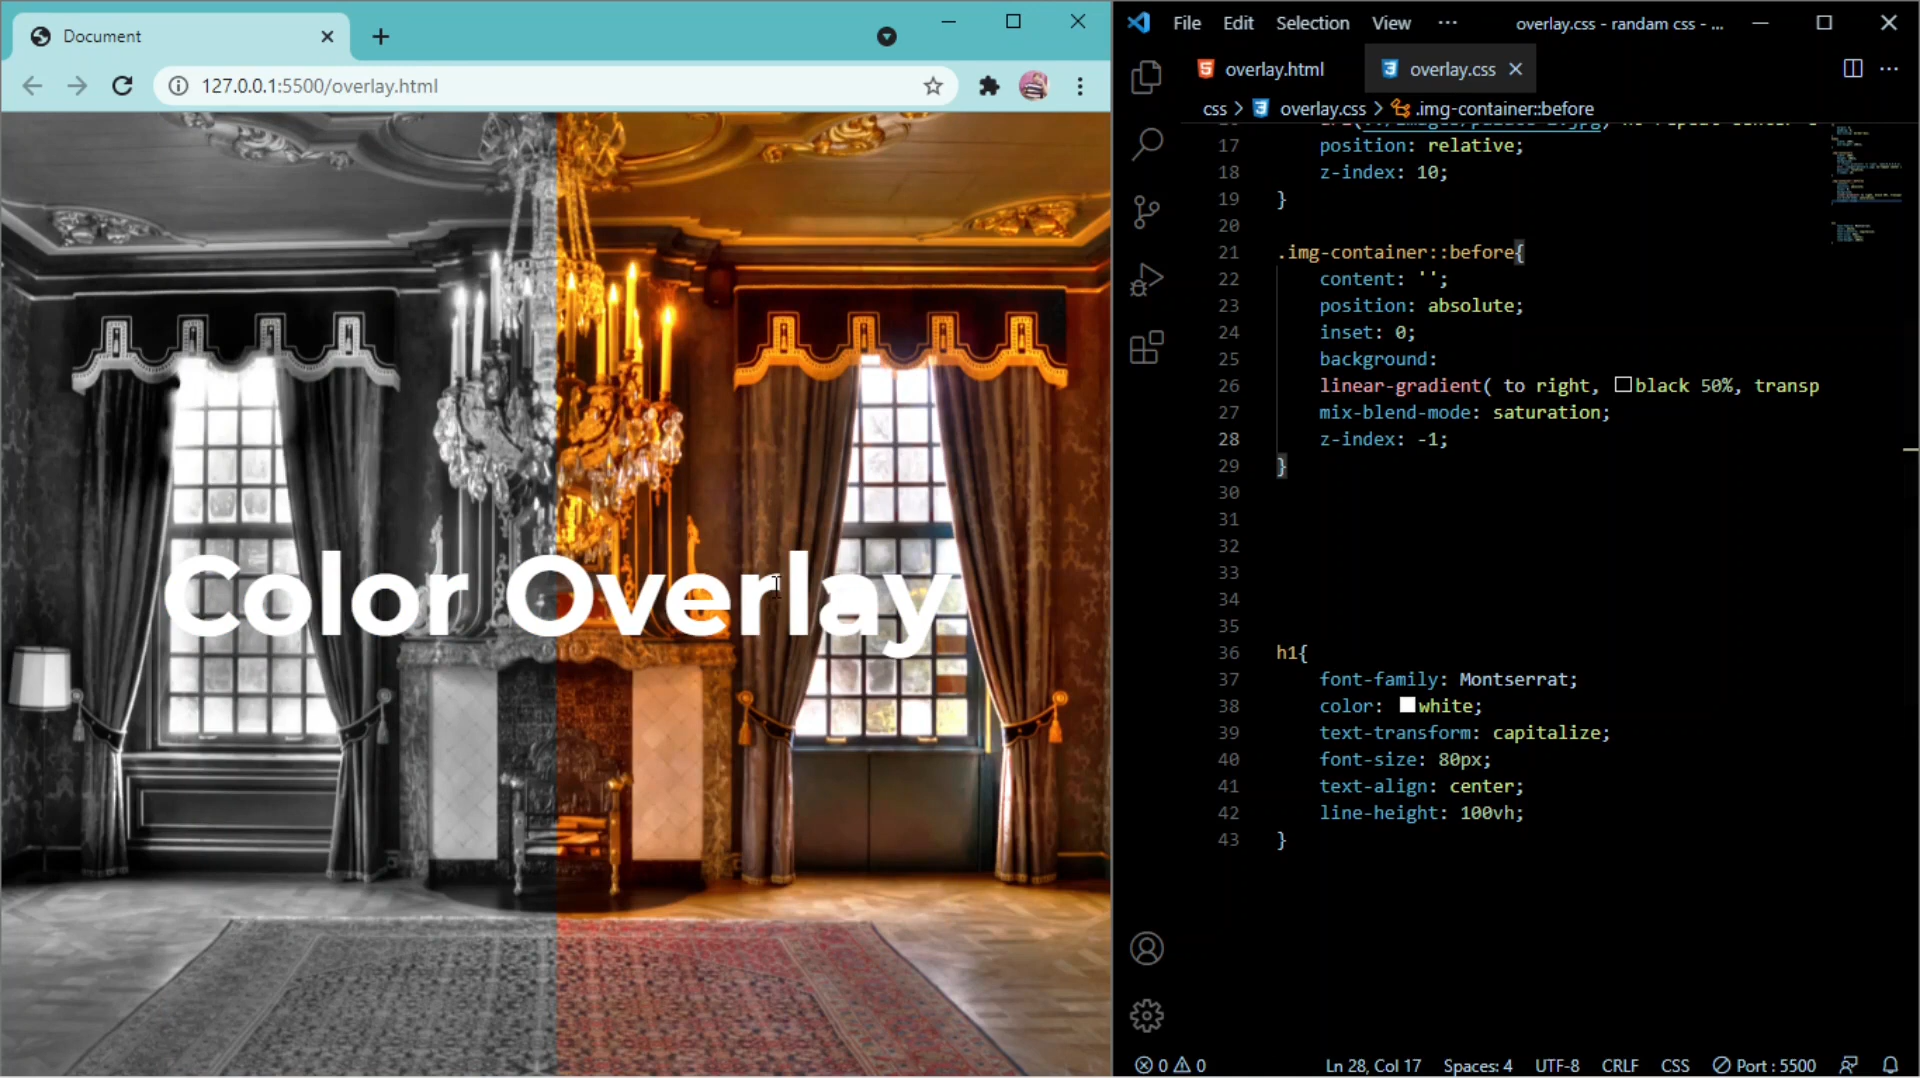 Document
127.0.0.1:5500/overlay.html
Color Overlay
File Edit Selection View ··· overlay.css - randam css - ...
overlay.html overlay.css
css > overlay.css > .img-container::before
17 position: relative;
18 z-index: 10;
19 }
20
21 .img-container::before{
22 content: '';
23 position: absolute;
24 inset: 0;
25 background:
26 linear-gradient( to right, black 50%, transp
27 mix-blend-mode: saturation;
28 z-index: -1;
29 }
30
31
32
33
34
35
36 h1{
37 font-family: Montserrat;
38 color: white;
39 text-transform: capitalize;
40 font-size: 80px;
41 text-align: center;
42 line-height: 100vh;
43 }
0 0 Ln 28, Col 17 Spaces: 4 UTF-8 CRLF CSS Port : 5500